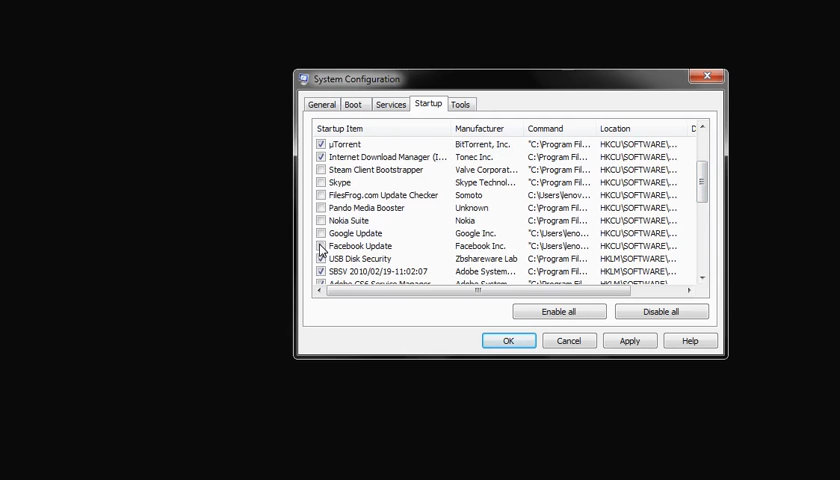 System Configuration
General Boot Services Startup Tools
Startup Item Manufacturer Command Location D
µTorrent BitTorrent, Inc. "C:\Program Fil... HKCU\SOFTWARE\...
Internet Download Manager (I... Tonec Inc. C:\Program Fil... HKCU\SOFTWARE\...
Steam Client Bootstrapper Valve Corporat... "C:\Program Fil... HKCU\SOFTWARE\...
Skype Skype Technol... "C:\Program Fil... HKCU\SOFTWARE\...
FilesFrog.com Update Checker Somoto C:\Users\leno... HKCU\SOFTWARE\...
Pando Media Booster Unknown C:\Program Fil... HKCU\SOFTWARE\...
Nokia Suite Nokia C:\Program Fil... HKCU\SOFTWARE\...
Google Update Google Inc. "C:\Users\leno... HKCU\SOFTWARE\...
Facebook Update Facebook Inc. "C:\Users\leno... HKCU\SOFTWARE\...
USB Disk Security Zbshareware Lab C:\Program Fil... HKLM\SOFTWARE\...
SBSV 2010/02/19-11:02:07 Adobe System... "C:\Program Fil... HKLM\SOFTWARE\...
Adobe CS6 Service Manager
Enable all Disable all
OK Cancel Apply Help